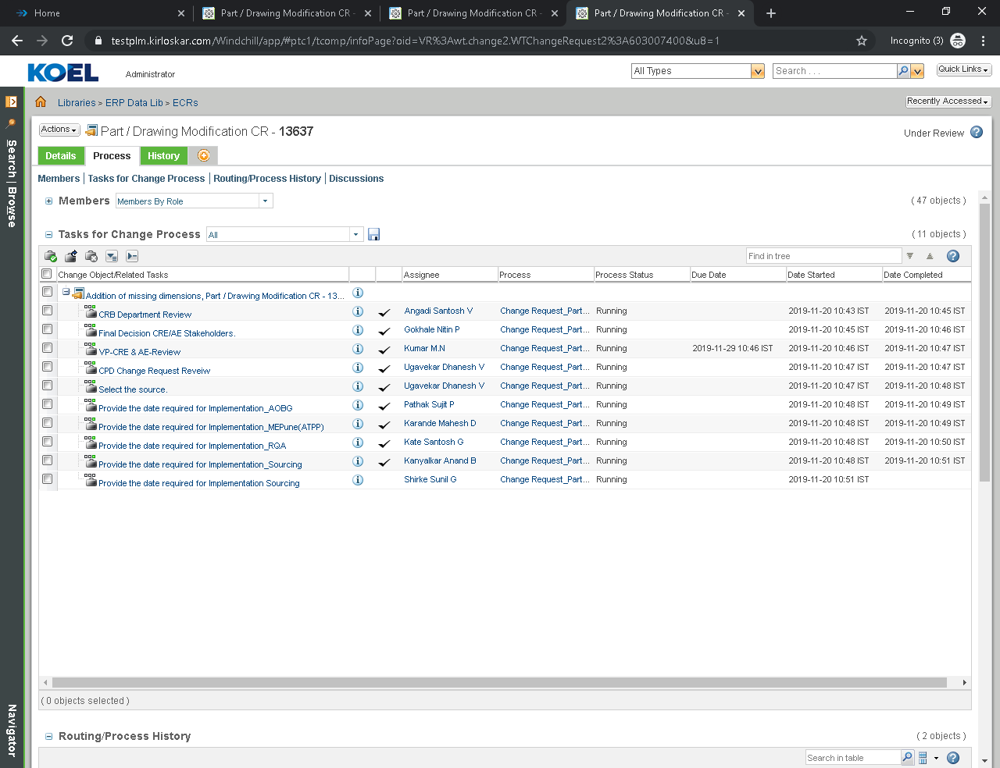 Home
Part / Drawing Modification CR -
Part / Drawing Modification CR -
Part / Drawing Modification CR -
testplm.kirloskar.com/Windchill/app/#ptc1/tcomp/infoPage?oid=VR%3Awt.change2.WTChangeRequest2%3A603007400&u8=1
Incognito (3)
KOEL
Administrator
All Types
Search . . .
Quick Links
Libraries > ERP Data Lib > ECRs
Recently Accessed
Actions
Part / Drawing Modification CR - 13637
Under Review
Details
Process
History
Members
Tasks for Change Process
Routing/Process History
Discussions
Search | Browse
Navigator
Members
Members By Role
( 47 objects )
Tasks for Change Process
All
( 11 objects )
Find in tree
Change Object/Related Tasks Assignee Process Process Status Due Date Date Started Date Completed
Addition of missing dimensions, Part / Drawing Modification CR - 13...
CRB Department Review Angadi Santosh V Change Request_Part... Running 2019-11-20 10:43 IST 2019-11-20 10:45 IST
Final Decision CRE/AE Stakeholders. Gokhale Nitin P Change Request_Part... Running 2019-11-20 10:45 IST 2019-11-20 10:46 IST
VP-CRE & AE-Review Kumar M.N Change Request_Part... Running 2019-11-29 10:46 IST 2019-11-20 10:46 IST 2019-11-20 10:47 IST
CPD Change Request Reveiw Ugavekar Dhanesh V Change Request_Part... Running 2019-11-20 10:47 IST 2019-11-20 10:47 IST
Select the source. Ugavekar Dhanesh V Change Request_Part... Running 2019-11-20 10:47 IST 2019-11-20 10:48 IST
Provide the date required for Implementation_AOBG Pathak Sujit P Change Request_Part... Running 2019-11-20 10:48 IST 2019-11-20 10:49 IST
Provide the date required for Implementation_MEPune(ATPP) Karande Mahesh D Change Request_Part... Running 2019-11-20 10:48 IST 2019-11-20 10:49 IST
Provide the date required for Implementation_RQA Kate Santosh G Change Request_Part... Running 2019-11-20 10:48 IST 2019-11-20 10:50 IST
Provide the date required for Implementation_Sourcing Kanyalkar Anand B Change Request_Part... Running 2019-11-20 10:48 IST 2019-11-20 10:51 IST
Provide the date required for Implementation Sourcing Shirke Sunil G Change Request_Part... Running 2019-11-20 10:51 IST
( 0 objects selected )
Routing/Process History
( 2 objects )
Search in table